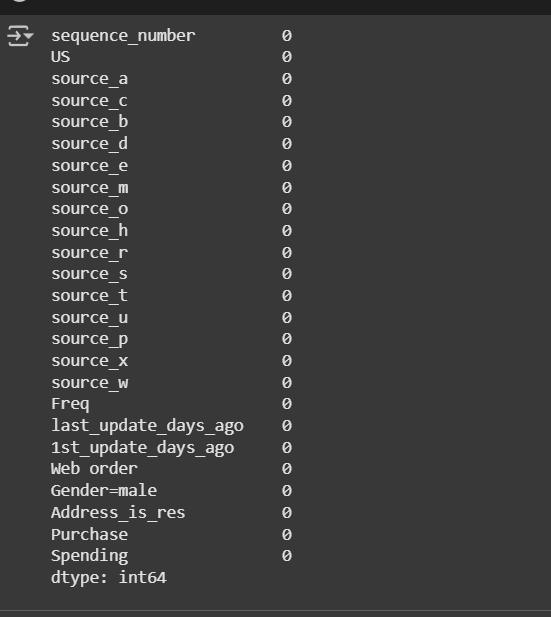 sequence_number 0
US 0
source_a 0
source_c 0
source_b 0
source_d 0
source_e 0
source_m 0
source_o 0
source_h 0
source_r 0
source_s 0
source_t 0
source_u 0
source_p 0
source_x 0
source_w 0
Freq 0
last_update_days_ago 0
1st_update_days_ago 0
Web order 0
Gender=male 0
Address_is_res 0
Purchase 0
Spending 0
dtype: int64